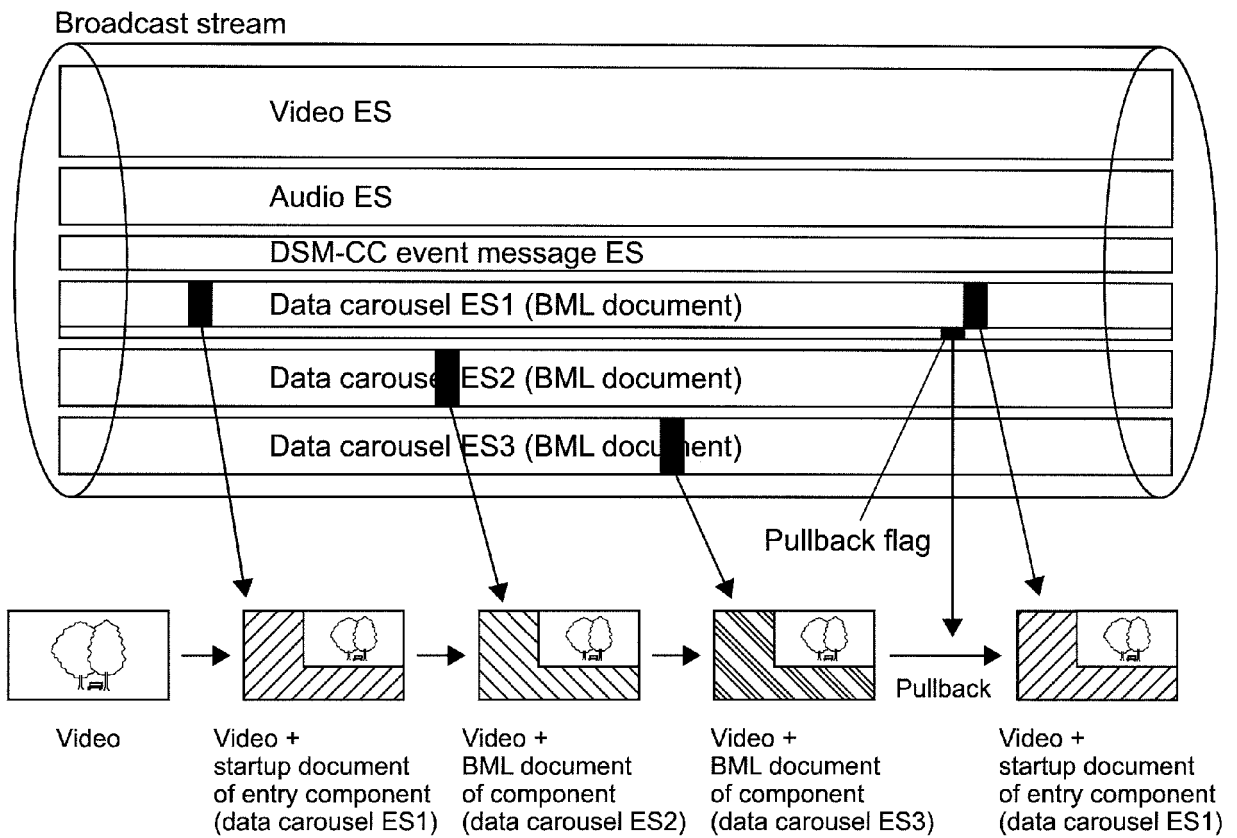 Broadcast stream
Video ES
Audio ES
DSM-CC event message ES
Data carousel ES1 (BML document)
Data carousel ES2 (BML document)
Data carousel ES3 (BML document)
Pullback flag
Pullback
Video
Video +
startup document
of entry component
(data carousel ES1)
Video +
BML document
of component
(data carousel ES2)
Video +
BML document
of component
(data carousel ES3)
Video +
startup document
of entry component
(data carousel ES1)